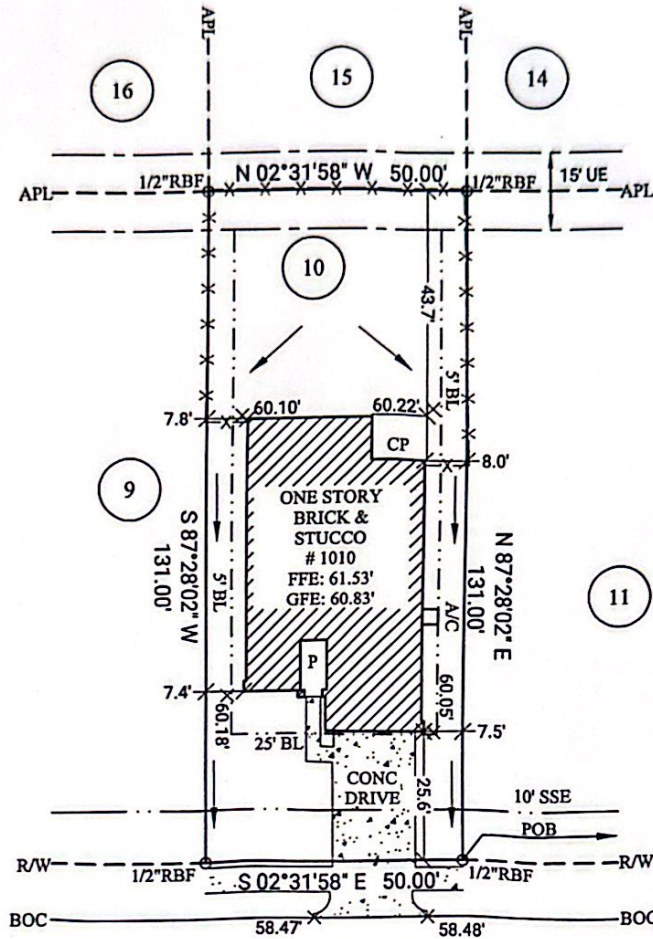 APL
APL
16
15
14
N 02°31'58" W 50.00'
15' UE
APL
1/2"RBF
1/2"RBF
APL
10
43.7'
5' BL
7.8'
60.10'
60.22'
CP
8.0'
9
ONE STORY
BRICK &
STUCCO
# 1010
FFE: 61.53'
GFE: 60.83'
S 87°28'02" W
131.00'
5' BL
N 87°28'02" E
131.00'
A/C
11
P
7.4'
60.18'
60.05'
7.5'
25' BL
CONC
DRIVE
25.6'
10' SSE
POB
R/W
1/2"RBF
1/2"RBF
R/W
S 02°31'58" E 50.00'
BOC
58.47'
58.48'
BOC